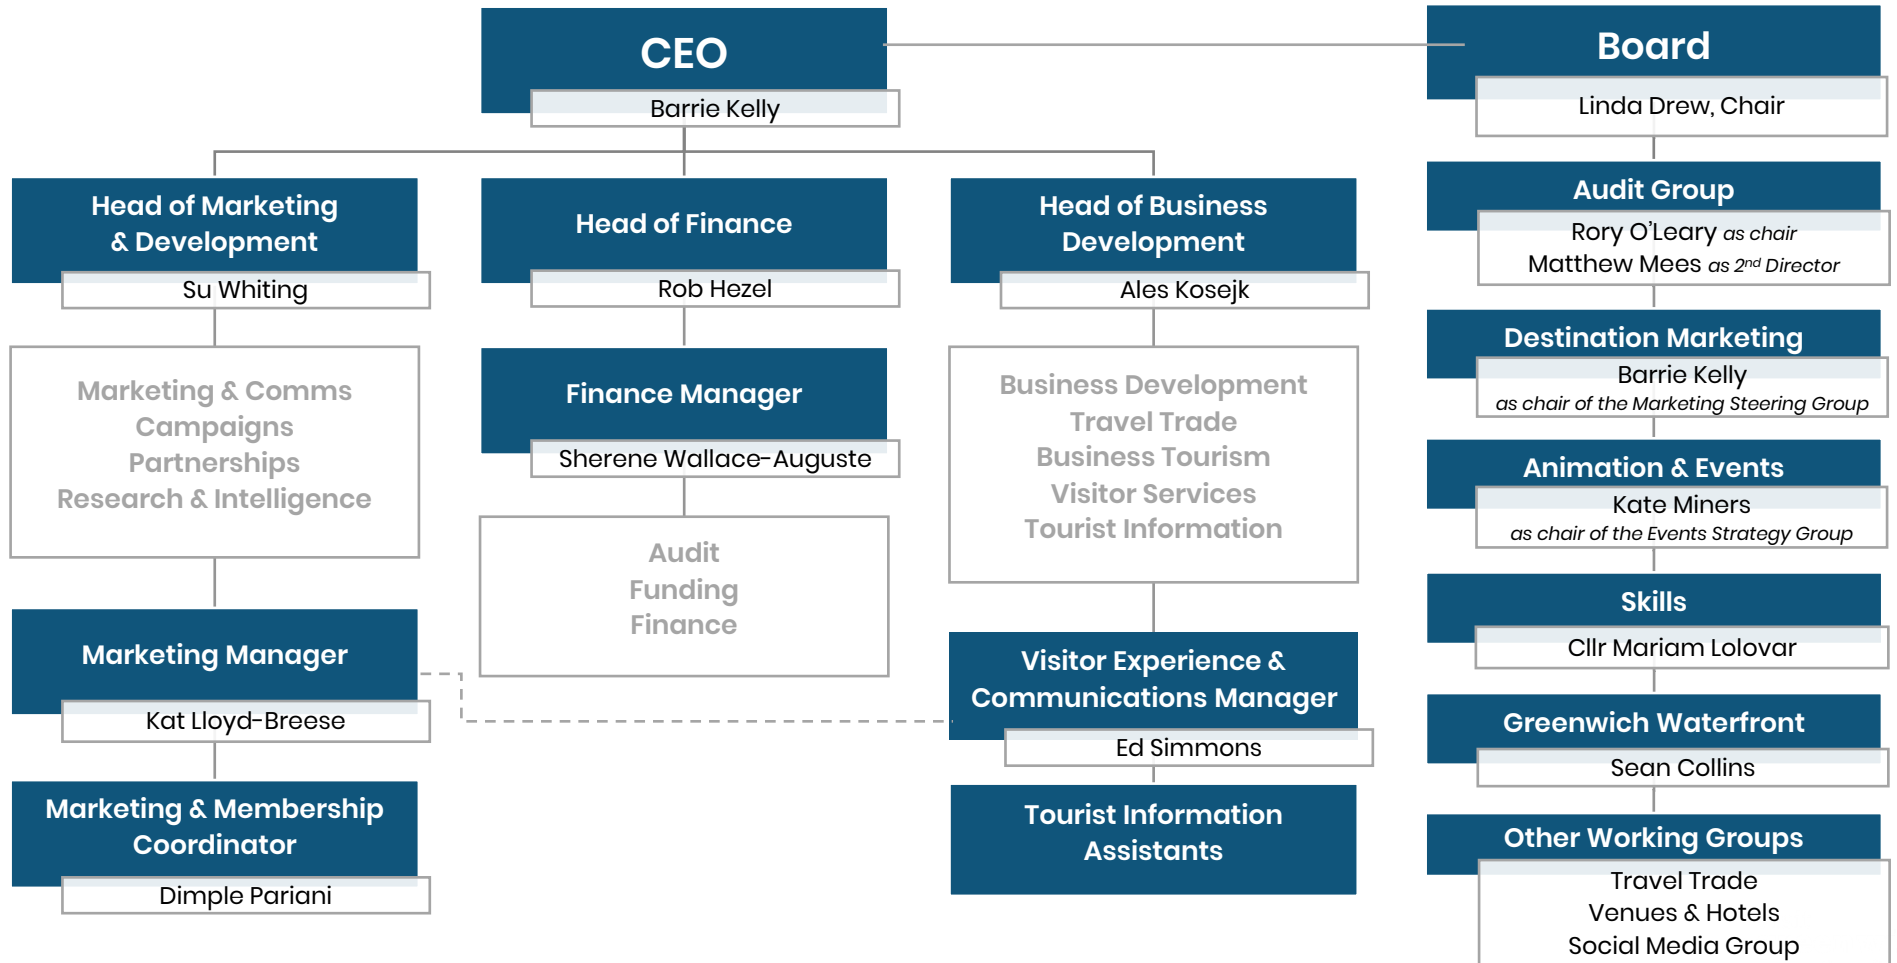 CEO
Barrie Kelly
Head of Marketing
& Development
Su Whiting
Marketing & Comms
Campaigns
Partnerships
Research & Intelligence
Marketing Manager
Kat Lloyd-Breese
Marketing & Membership
Coordinator
Dimple Pariani
Head of Finance
Rob Hezel
Finance Manager
Sherene Wallace-Auguste
Audit
Funding
Finance
Head of Business
Development
Ales Kosejk
Business Development
Travel Trade
Business Tourism
Visitor Services
Tourist Information
Visitor Experience &
Communications Manager
Ed Simmons
Tourist Information
Assistants
Board
Linda Drew, Chair
Audit Group
Rory O'Leary as chair
Matthew Mees as 2nd Director
Destination Marketing
Barrie Kelly
as chair of the Marketing Steering Group
Animation & Events
Kate Miners
as chair of the Events Strategy Group
Skills
Cllr Mariam Lolovar
Greenwich Waterfront
Sean Collins
Other Working Groups
Travel Trade
Venues & Hotels
Social Media Group